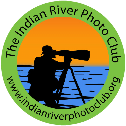 The Indian River Photo Club
www.indianriverphotoclub.org